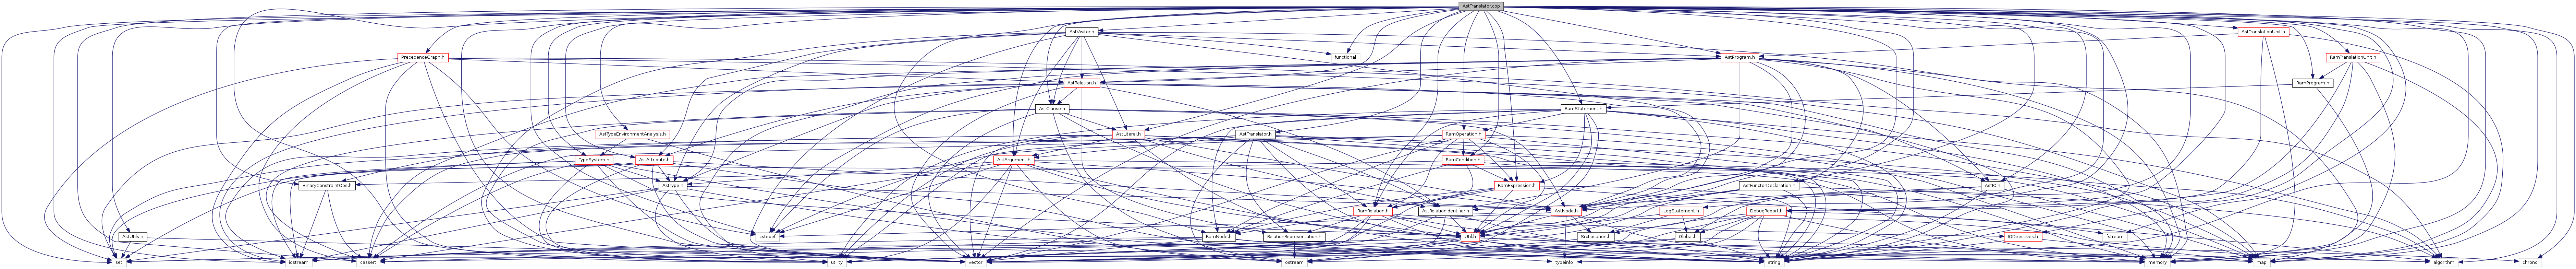 AstTranslator.cpp
AstVisitor.h
AstTranslationUnit.h
PrecedenceGraph.h
functional
AstProgram.h
RamTranslationUnit.h
AstRelation.h
RamProgram.h
AstClause.h
RamStatement.h
AstTypeEnvironmentAnalysis.h
AstLiteral.h
AstTranslator.h
RamOperation.h
TypeSystem.h
AstAttribute.h
AstArgument.h
RamCondition.h
BinaryConstraintOps.h
AstType.h
RamExpression.h
AstFunctorDeclaration.h
AstIO.h
RamRelation.h
AstRelationIdentifier.h
AstNode.h
LogStatement.h
DebugReport.h
AstUtils.h
cstddef
RamNode.h
RelationRepresentation.h
Util.h
SrcLocation.h
Global.h
IODirectives.h
fstream
set
iostream
cassert
utility
vector
ostream
typeinfo
string
memory
map
algorithm
chrono